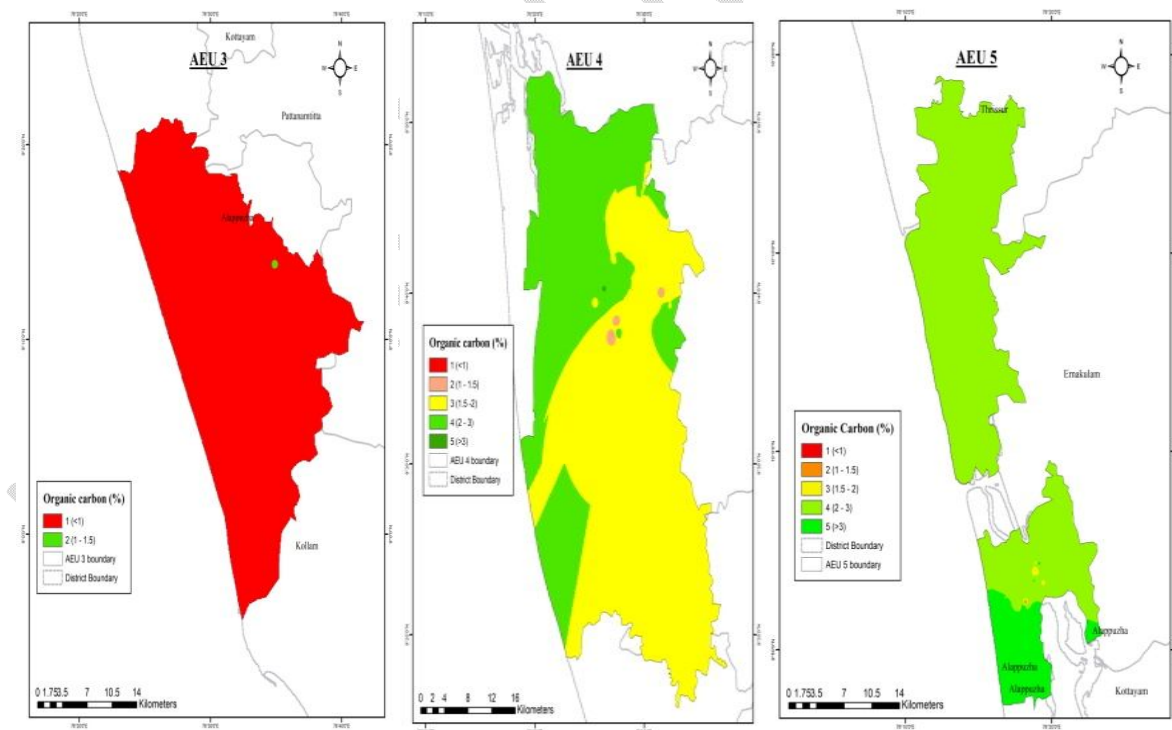 AEU 3
Kottayam
Pattanamtitta
Kollam
N
W
E
S
Organic carbon (%)
1 (<1)
2 (1 - 1.5)
AEU 3 boundary
District Boundary
0 1.75 3.5 7 10.5 14
Kilometers
AEU 4
N
W
E
S
Organic carbon (%)
1 (<1)
2 (1 - 1.5)
3 (1.5 - 2)
4 (2 - 3)
5 (>3)
AEU 4 boundary
District Boundary
0 2 4 8 12 16
Kilometers
AEU 5
N
W
E
S
Thrissur
Ernakulam
Organic Carbon (%)
1 (<1)
2 (1 - 1.5)
3 (1.5 - 2)
4 (2 - 3)
5 (>3)
District Boundary
AEU 5 boundary
Alappuzha
Alappuzha
Alappuzha
Kottayam
0 1.75 3.5 7 10.5 14
Kilometers